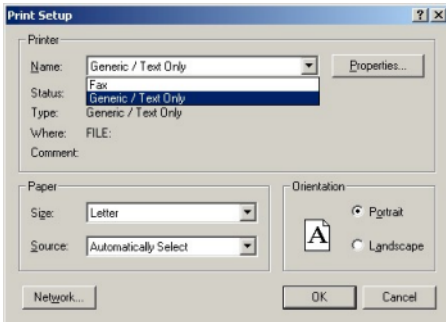 Print Setup
Printer
Name: Generic / Text Only Properties...
Fax
Status: Generic / Text Only
Type: Generic / Text Only
Where: FILE:
Comment:
Paper
Size: Letter
Source: Automatically Select
Orientation
A
Portrait
Landscape
Network... OK Cancel